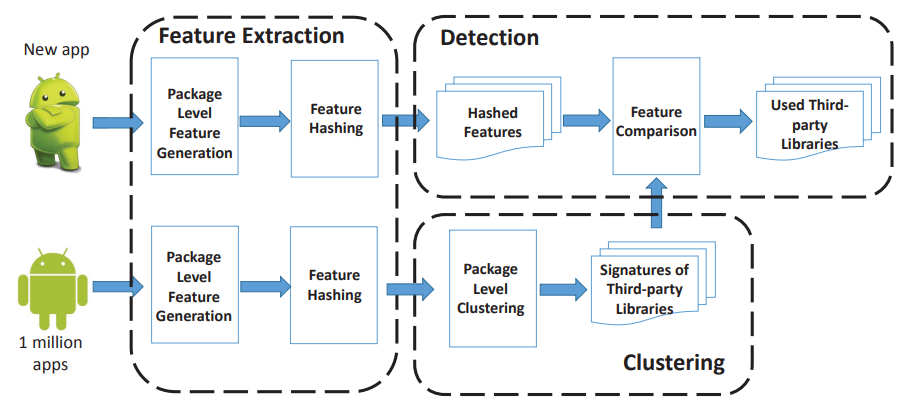 Feature Extraction
Detection
New app
Package
Level
Feature
Generation
Feature
Hashing
Hashed
Features
Feature
Comparison
Used Third-
party
Libraries
Package
Level
Feature
Generation
Feature
Hashing
Package
Level
Clustering
Signatures of
Third-party
Libraries
1 million
apps
Clustering